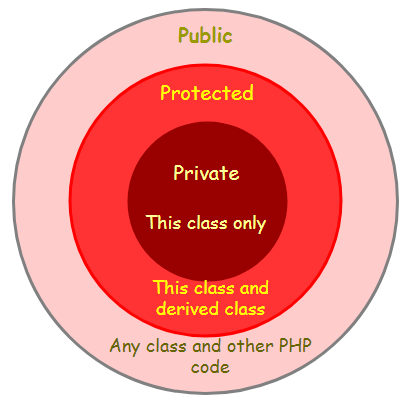 Public
Protected
Private
This class only
This class and
derived class
Any class and other PHP
code